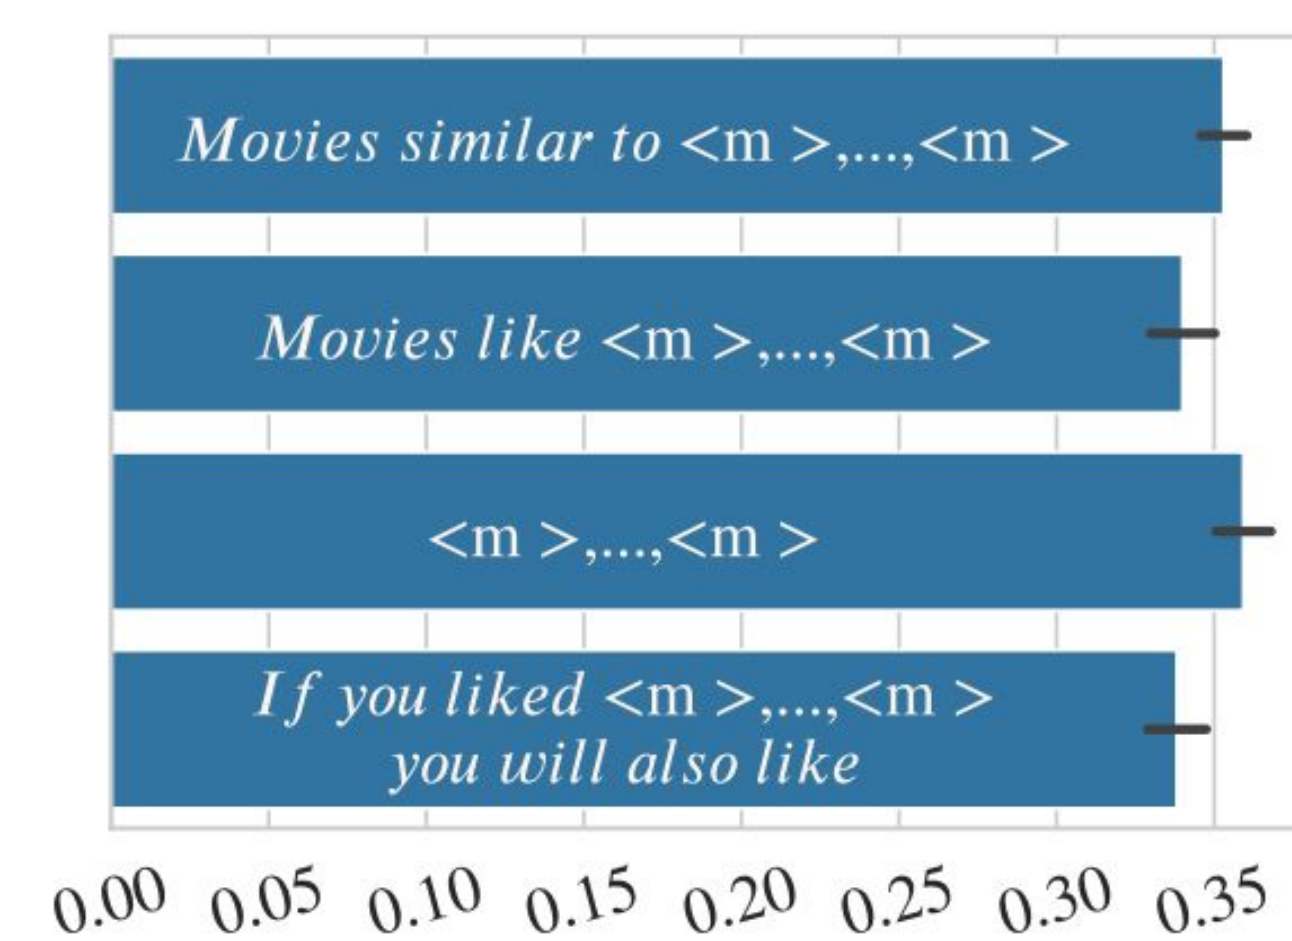 Movies similar to <m >,...,<m >
Movies like <m >,...,<m >
<m >,...,<m >
If you liked <m >,...,<m >
you will also like
0.00 0.05 0.10 0.15 0.20 0.25 0.30 0.35